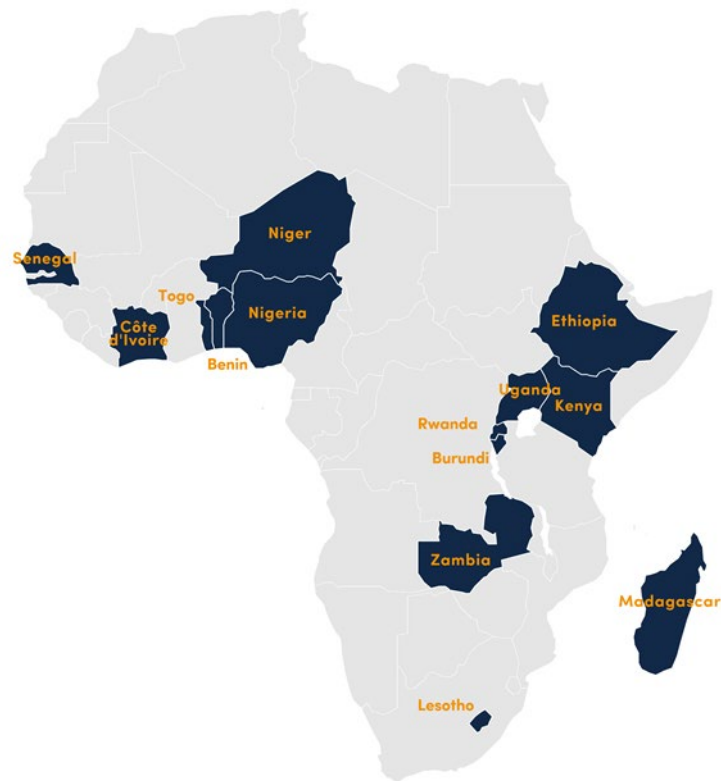 Niger
Senegal
Togo
Nigeria
Côte
d'Ivoire
Benin
Ethiopia
Uganda
Kenya
Rwanda
Burundi
Zambia
Madagascar
Lesotho